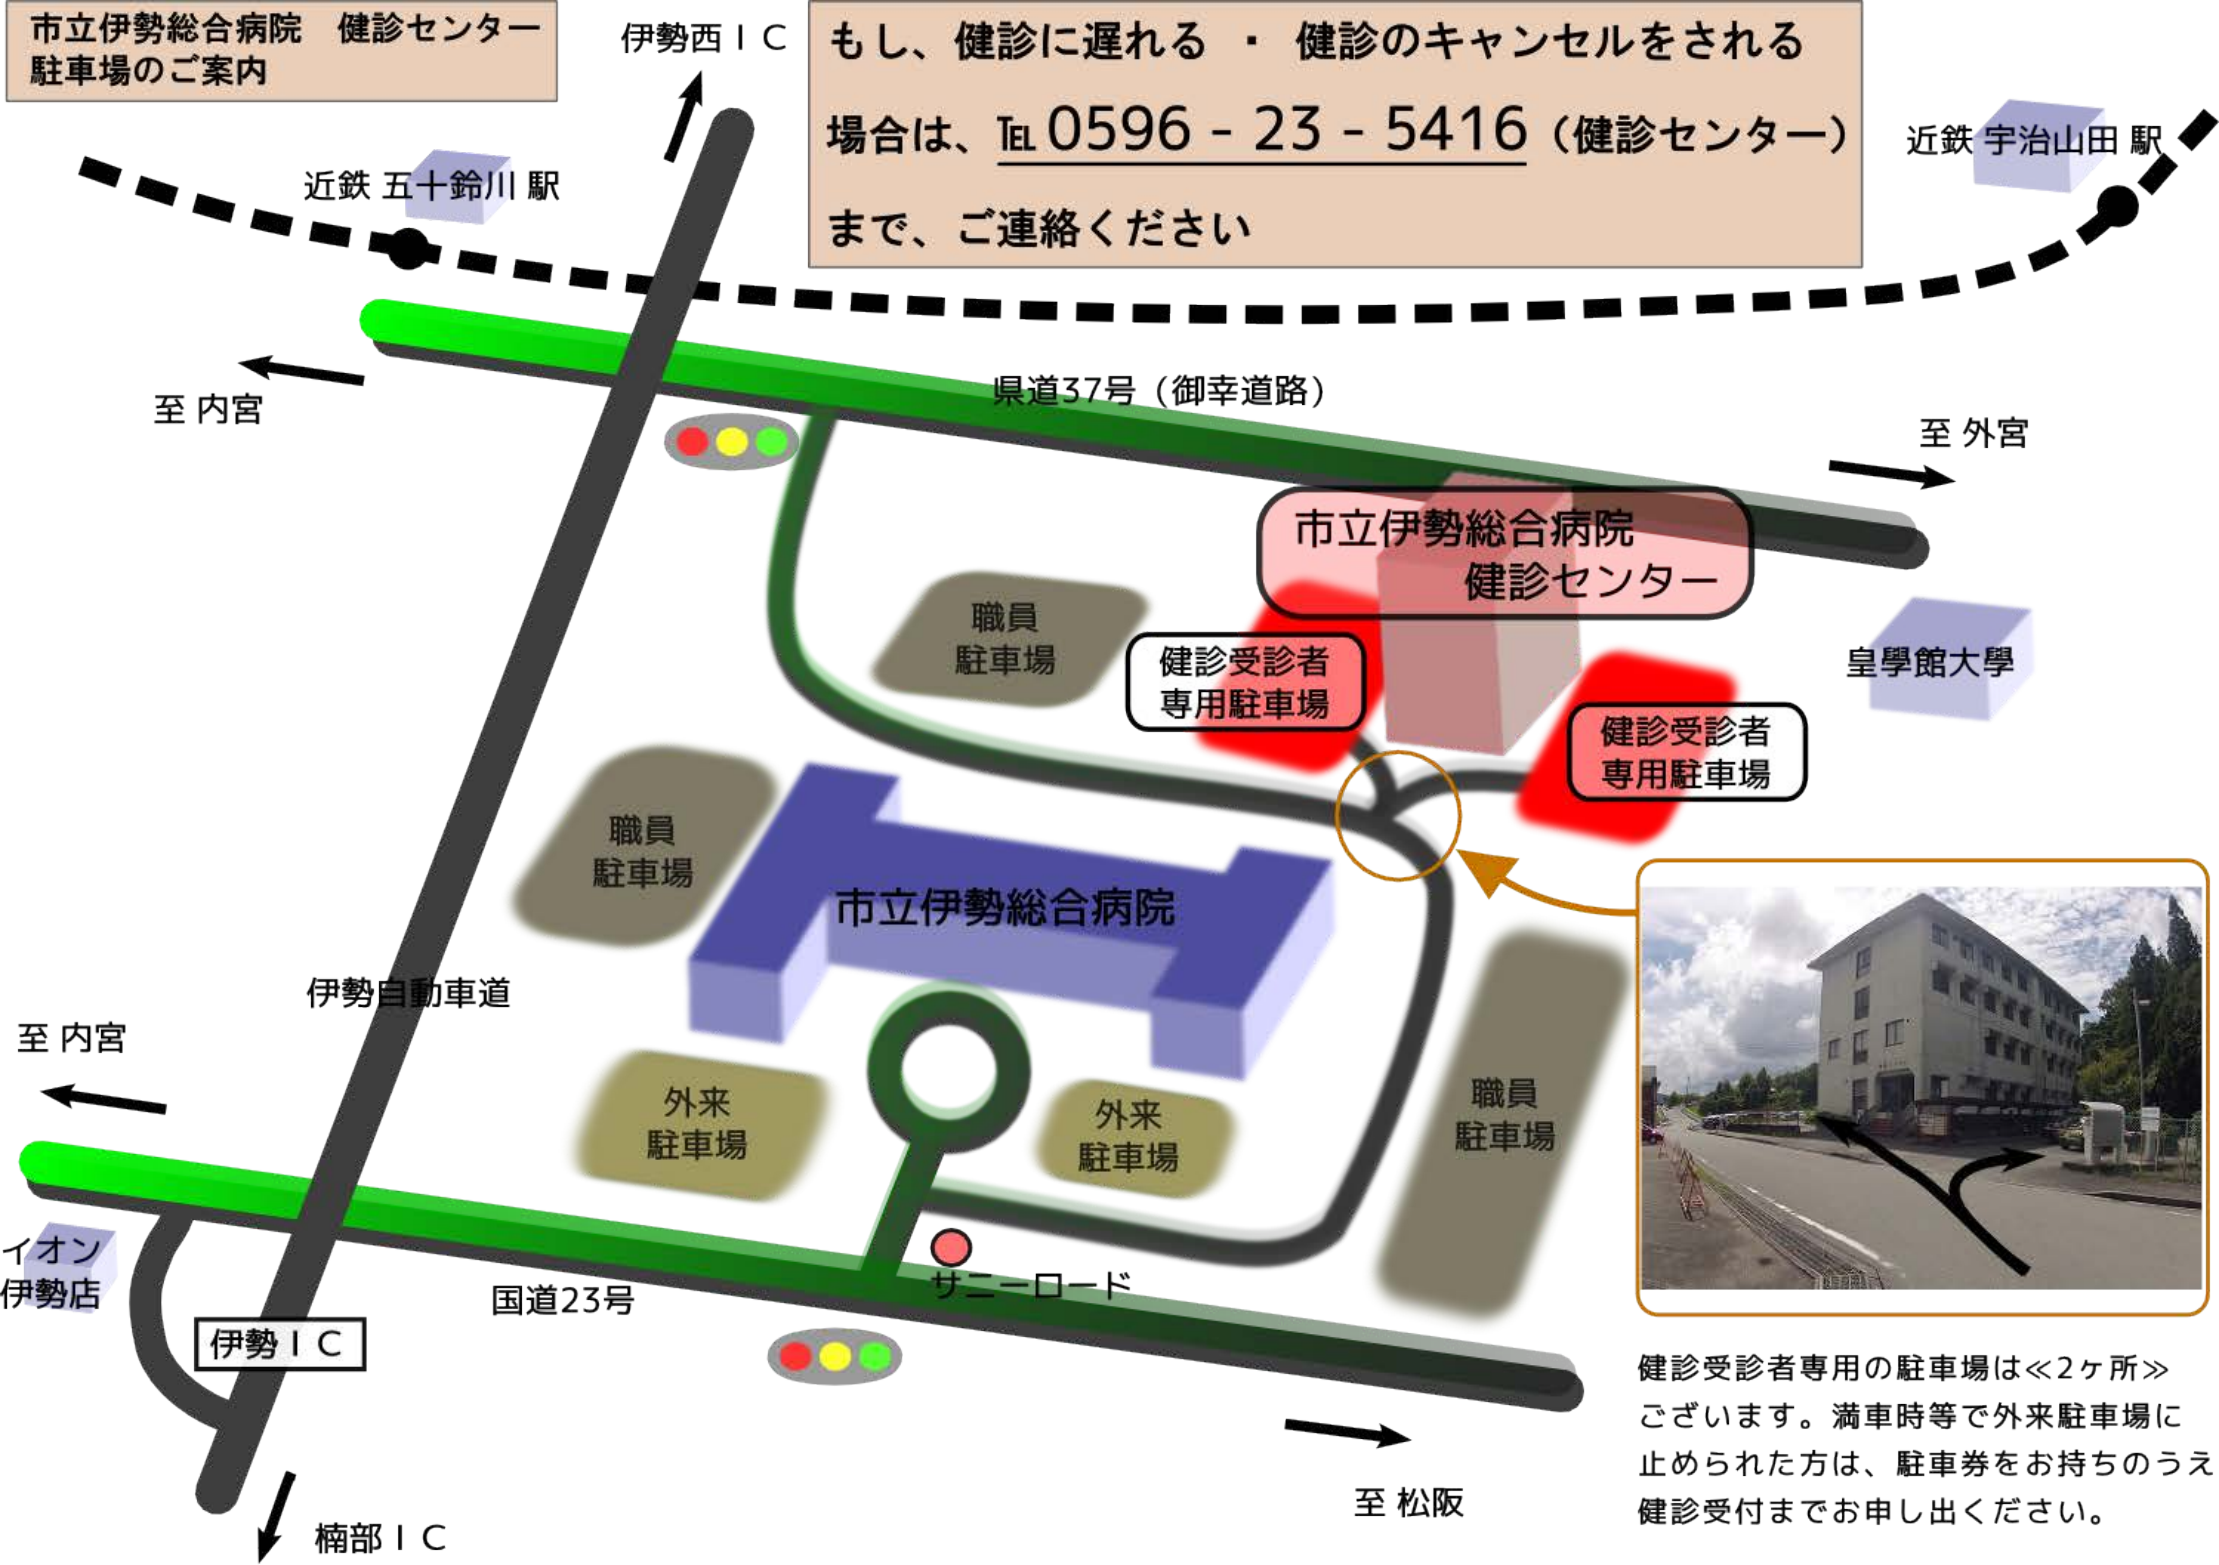 市立伊勢総合病院　健診センター
駐車場のご案内
伊勢西ＩＣ
もし、健診に遅れる ・ 健診のキャンセルをされる
場合は、℡0596－23－5416（健診センター）
まで、ご連絡ください
近鉄 五十鈴川 駅
近鉄 宇治山田 駅
至 内宮
県道37号（御幸道路）
至 外宮
市立伊勢総合病院
健診センター
職員
駐車場
健診受診者
専用駐車場
皇學館大學
健診受診者
専用駐車場
職員
駐車場
市立伊勢総合病院
伊勢自動車道
至 内宮
外来
駐車場
外来
駐車場
職員
駐車場
イオン
伊勢店
サニーロード
国道23号
伊勢ＩＣ
至 松阪
楠部ＩＣ
健診受診者専用の駐車場は≪2ヶ所≫
ございます。満車時等で外来駐車場に
止められた方は、駐車券をお持ちのうえ
健診受付までお申し出ください。